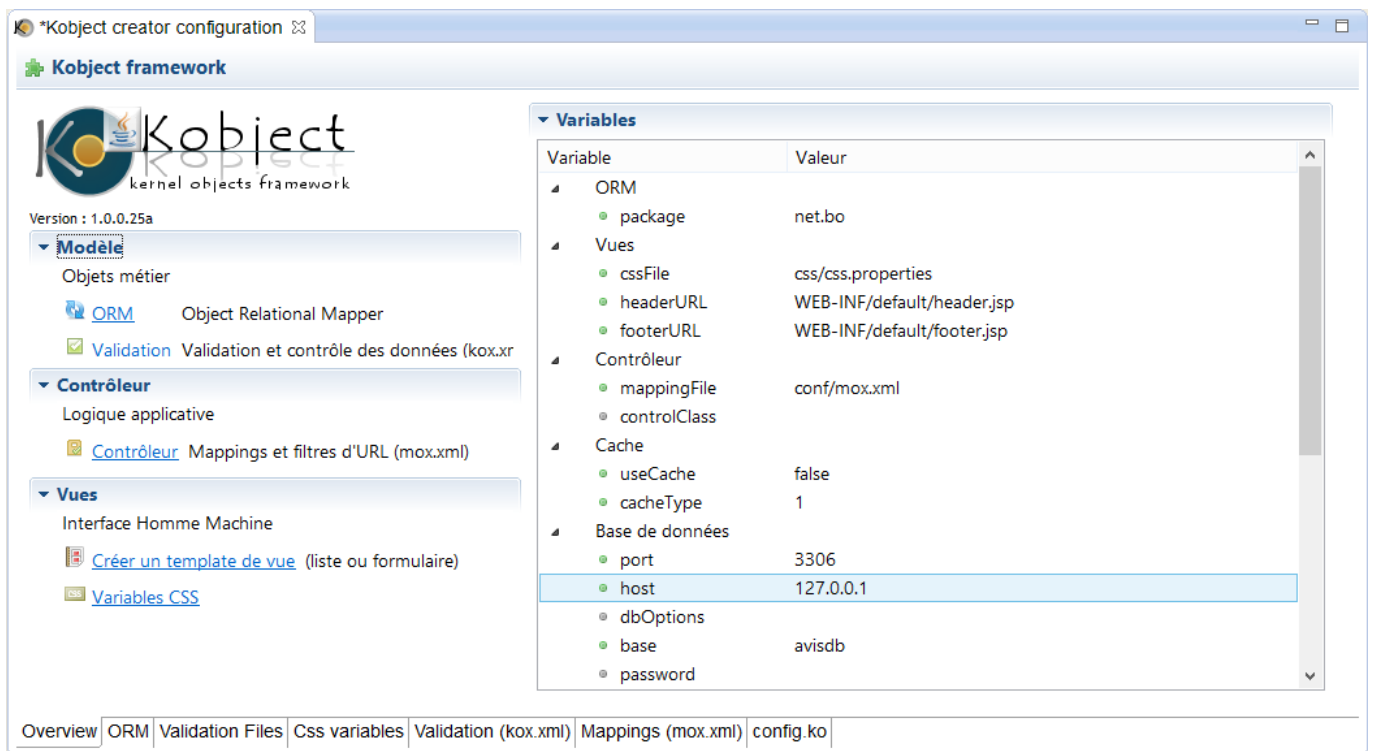 *Kobject creator configuration
Kobject framework
Kobject
kernel objects framework
Version : 1.0.0.25a
Modèle
Objets métier
ORM Object Relational Mapper
Validation Validation et contrôle des données (kox.xr
Contrôleur
Logique applicative
Contrôleur Mappings et filtres d'URL (mox.xml)
Vues
Interface Homme Machine
Créer un template de vue (liste ou formulaire)
CSS Variables CSS
Variables
Variable Valeur
ORM
package net.bo
Vues
cssFile css/css.properties
headerURL WEB-INF/default/header.jsp
footerURL WEB-INF/default/footer.jsp
Contrôleur
mappingFile conf/mox.xml
controlClass
Cache
useCache false
cacheType 1
Base de données
port 3306
host 127.0.0.1
dbOptions
base avisdb
password
Overview ORM Validation Files Css variables Validation (kox.xml) Mappings (mox.xml) config.ko